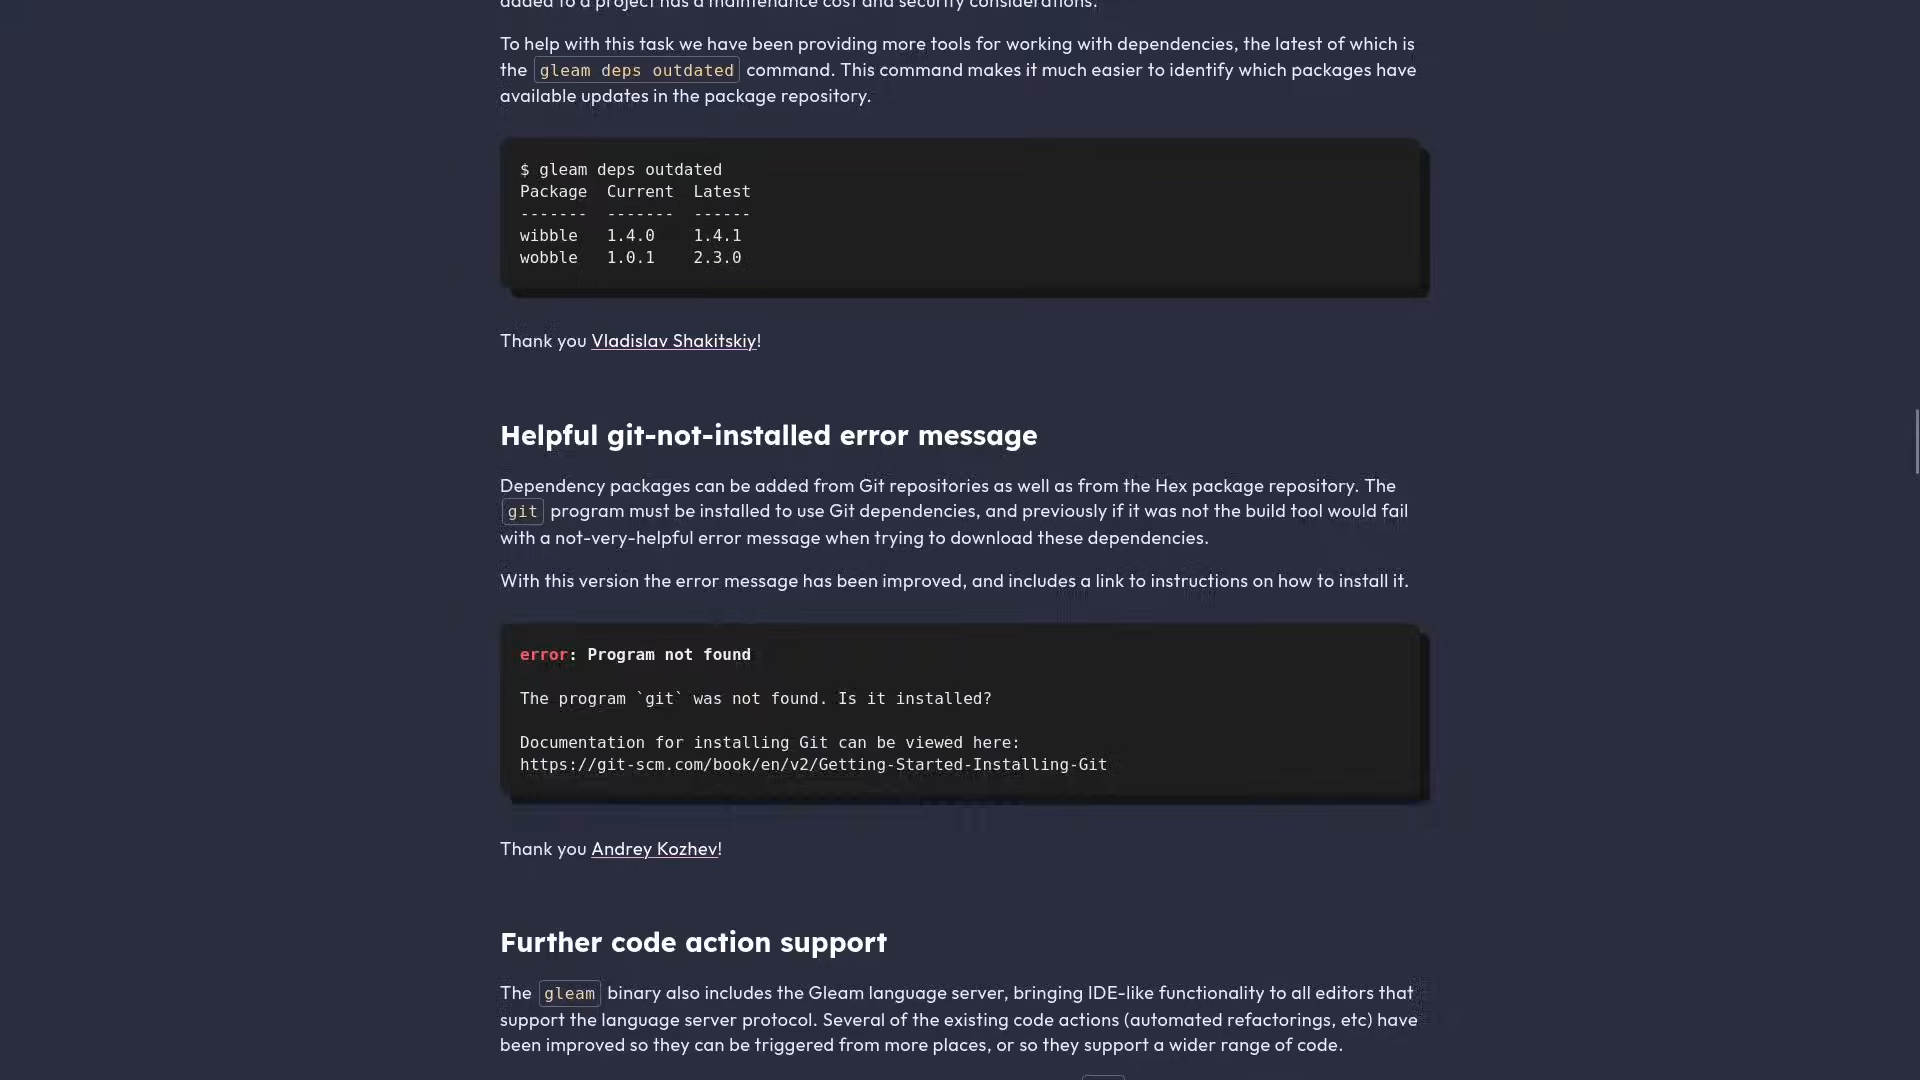 added to a project has a maintenance cost and security considerations.
To help with this task we have been providing more tools for working with dependencies, the latest of which is
the gleam deps outdated command. This command makes it much easier to identify which packages have
available updates in the package repository.
$ gleam deps outdated
Package  Current  Latest
-------  -------  ------
wibble   1.4.0    1.4.1
wobble   1.0.1    2.3.0
Thank you Vladislav Shakitskiy!
Helpful git-not-installed error message
Dependency packages can be added from Git repositories as well as from the Hex package repository. The
git program must be installed to use Git dependencies, and previously if it was not the build tool would fail
with a not-very-helpful error message when trying to download these dependencies.
With this version the error message has been improved, and includes a link to instructions on how to install it.
error: Program not found
The program `git` was not found. Is it installed?
Documentation for installing Git can be viewed here:
https://git-scm.com/book/en/v2/Getting-Started-Installing-Git
Thank you Andrey Kozhev!
Further code action support
The gleam binary also includes the Gleam language server, bringing IDE-like functionality to all editors that
support the language server protocol. Several of the existing code actions (automated refactorings, etc) have
been improved so they can be triggered from more places, or so they support a wider range of code.